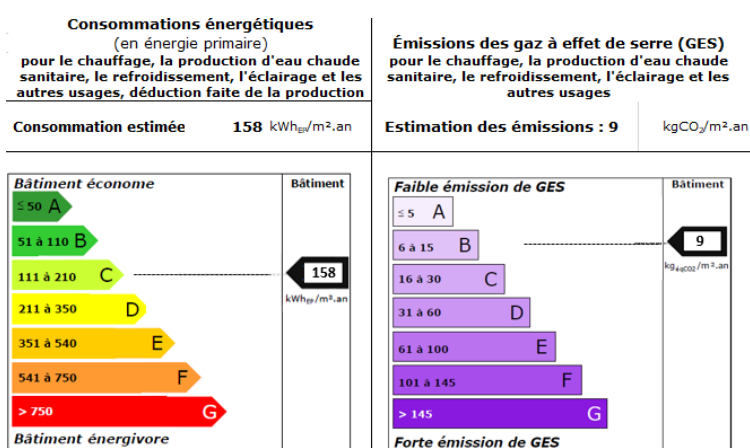 Consommations énergétiques
(en énergie primaire)
pour le chauffage, la production d'eau chaude
sanitaire, le refroidissement, l'éclairage et les
autres usages, déduction faite de la production
Consommation estimée 158 kWhEP/m².an
Bâtiment économe Bâtiment
≤ 50 A
51 à 110 B
111 à 210 C 158
kWhEP/m².an
211 à 350 D
351 à 540 E
541 à 750 F
> 750 G
Bâtiment énergivore
Émissions des gaz à effet de serre (GES)
pour le chauffage, la production d'eau chaude
sanitaire, le refroidissement, l'éclairage et les
autres usages
Estimation des émissions : 9 kgCO2/m².an
Faible émission de GES Bâtiment
≤ 5 A
6 à 15 B 9
kgéqCO2/m².an
16 à 30 C
31 à 60 D
61 à 100 E
101 à 145 F
> 145 G
Forte émission de GES